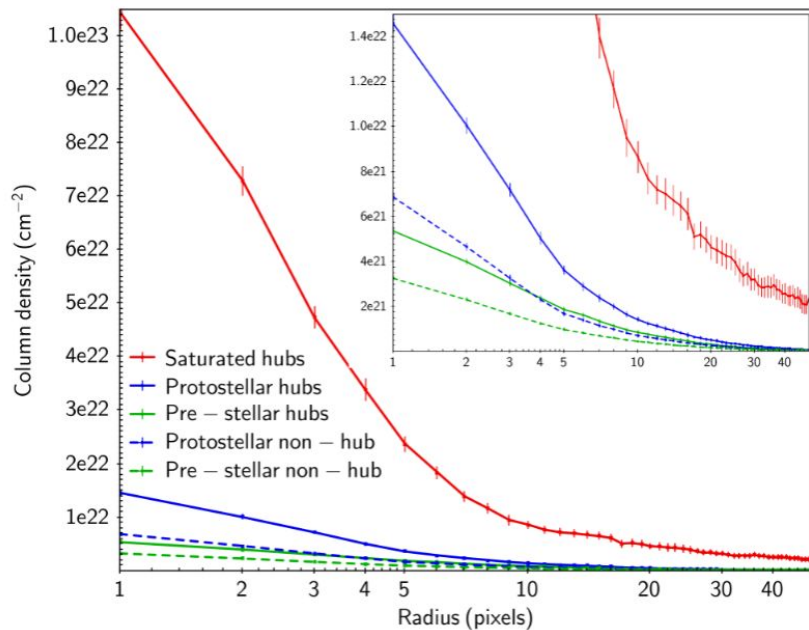 Column density (cm⁻²)
1.0e23
9e22
8e22
7e22
6e22
5e22
4e22
3e22
2e22
1e22
1.4e22
1.2e22
1.0e22
8e21
6e21
4e21
2e21
1 2 3 4 5 10 20 40
Saturated hubs
Protostellar hubs
Pre – stellar hubs
Protostellar non – hub
Pre – stellar non – hub
1 2 3 4 5 10 20 30 40
Radius (pixels)